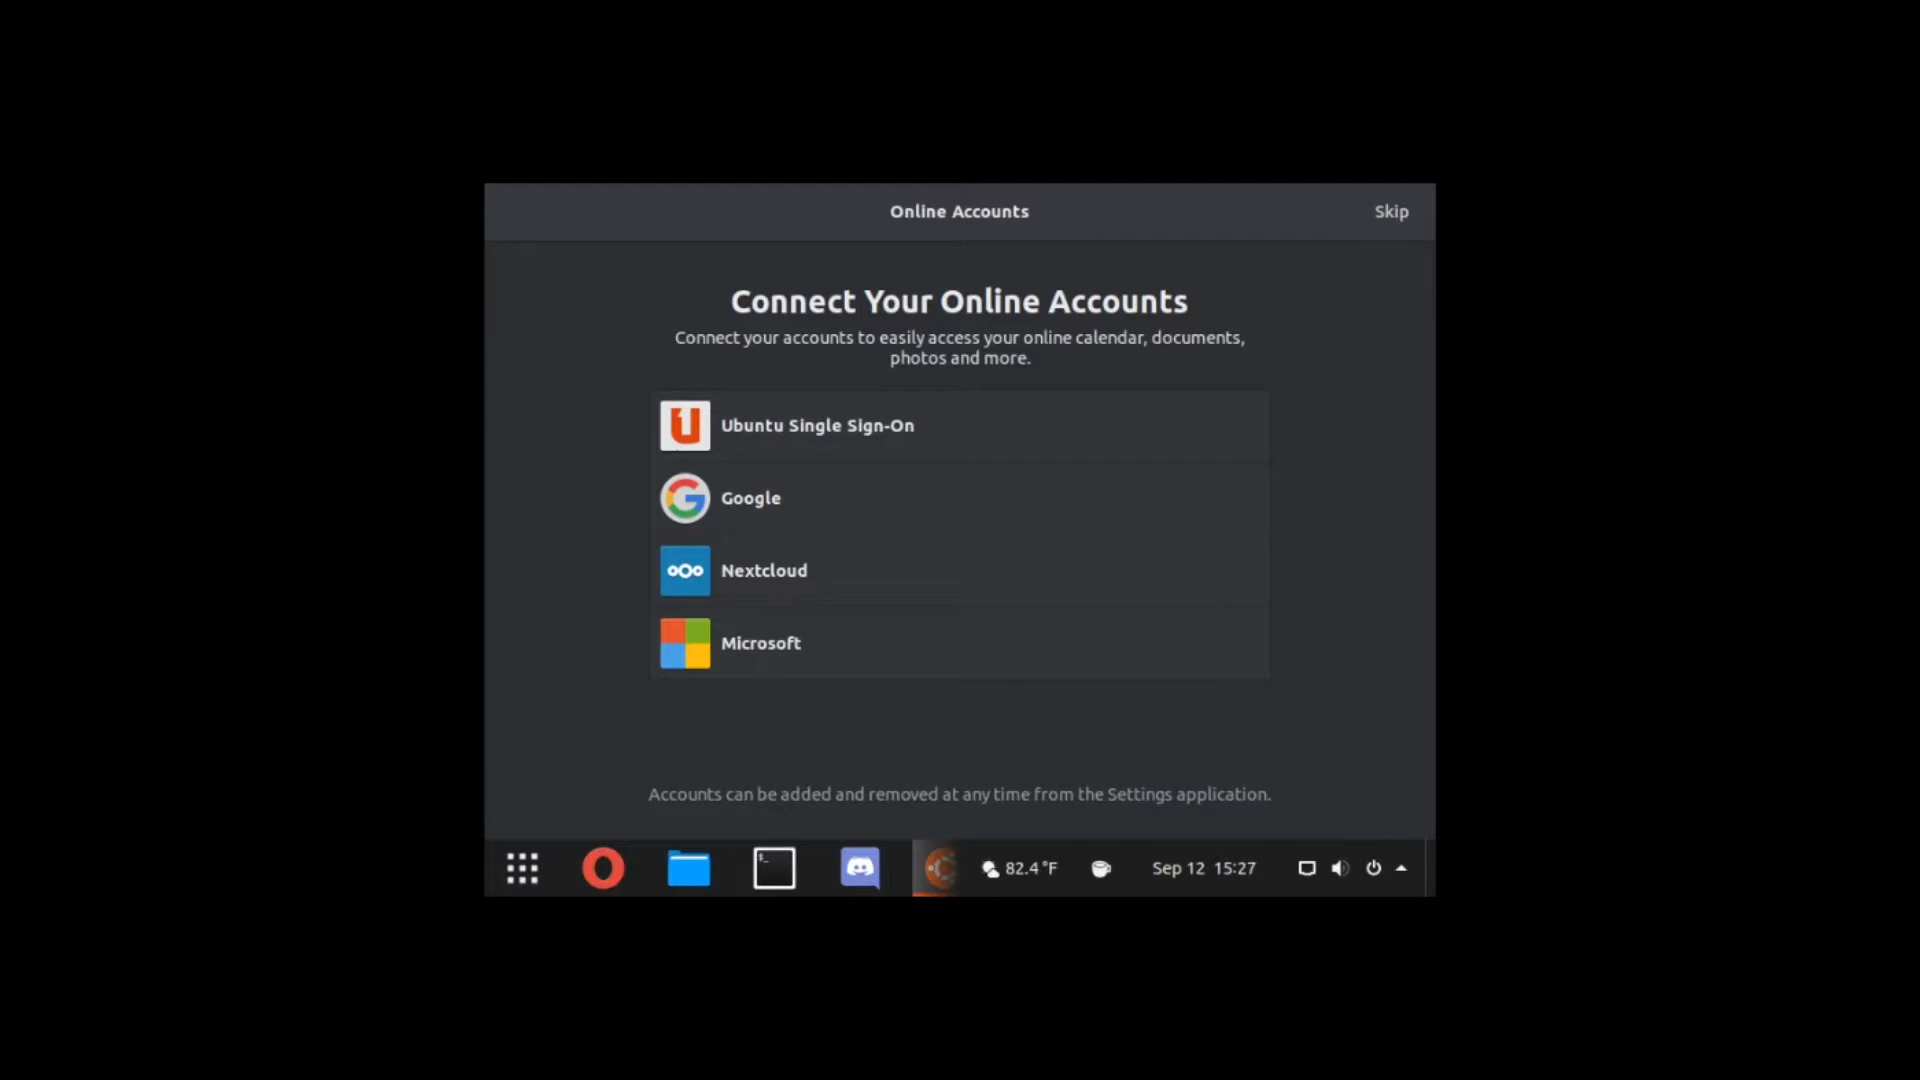 Online Accounts
Skip
Connect Your Online Accounts
Connect your accounts to easily access your online calendar, documents,
photos and more.
Ubuntu Single Sign-On
Google
Nextcloud
Microsoft
Accounts can be added and removed at any time from the Settings application.
$_
82.4 °F
Sep 12 15:27